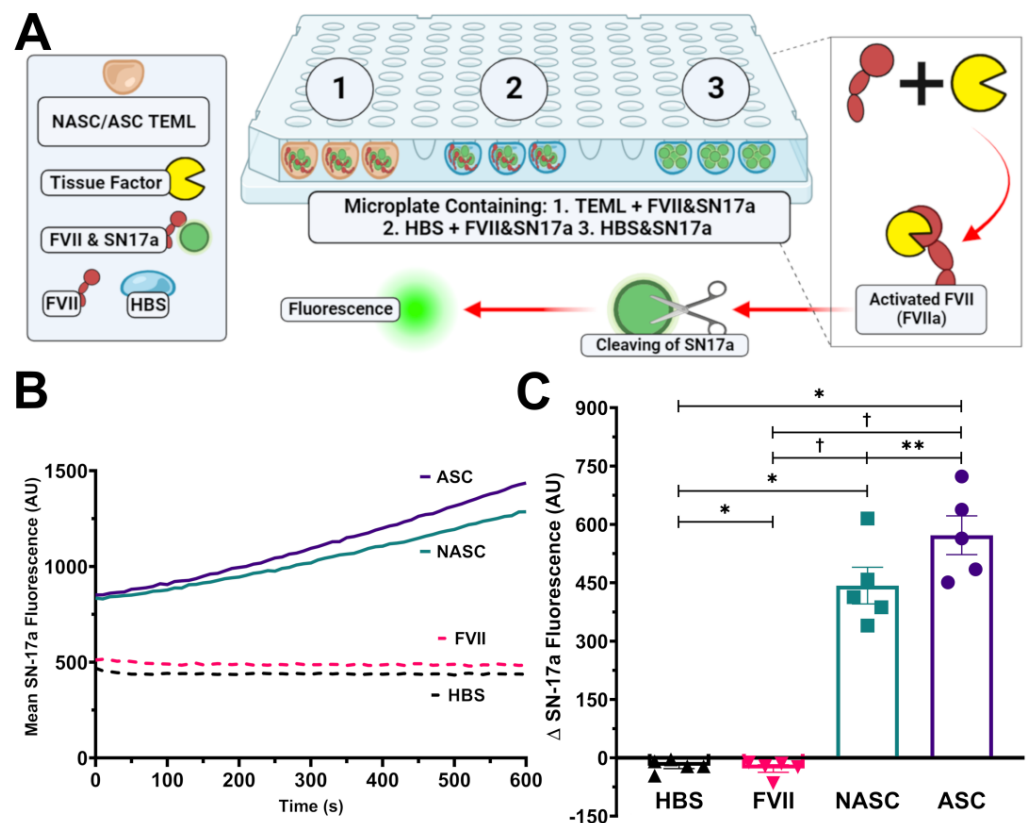 A
NASC/ASC TEML
Tissue Factor
FVII & SN17a
FVII
HBS
1
2
3
Microplate Containing: 1. TEML + FVII&SN17a
2. HBS + FVII&SN17a 3. HBS&SN17a
Activated FVII
(FVIIa)
Cleaving of SN17a
Fluorescence
B
Mean SN-17a Fluorescence (AU)
1500
1000
500
0
0
100
200
300
400
500
600
Time (s)
ASC
NASC
FVII
HBS
C
Δ SN-17a Fluorescence (AU)
900
750
600
450
300
150
0
-150
*
†
†
**
*
*
HBS
FVII
NASC
ASC